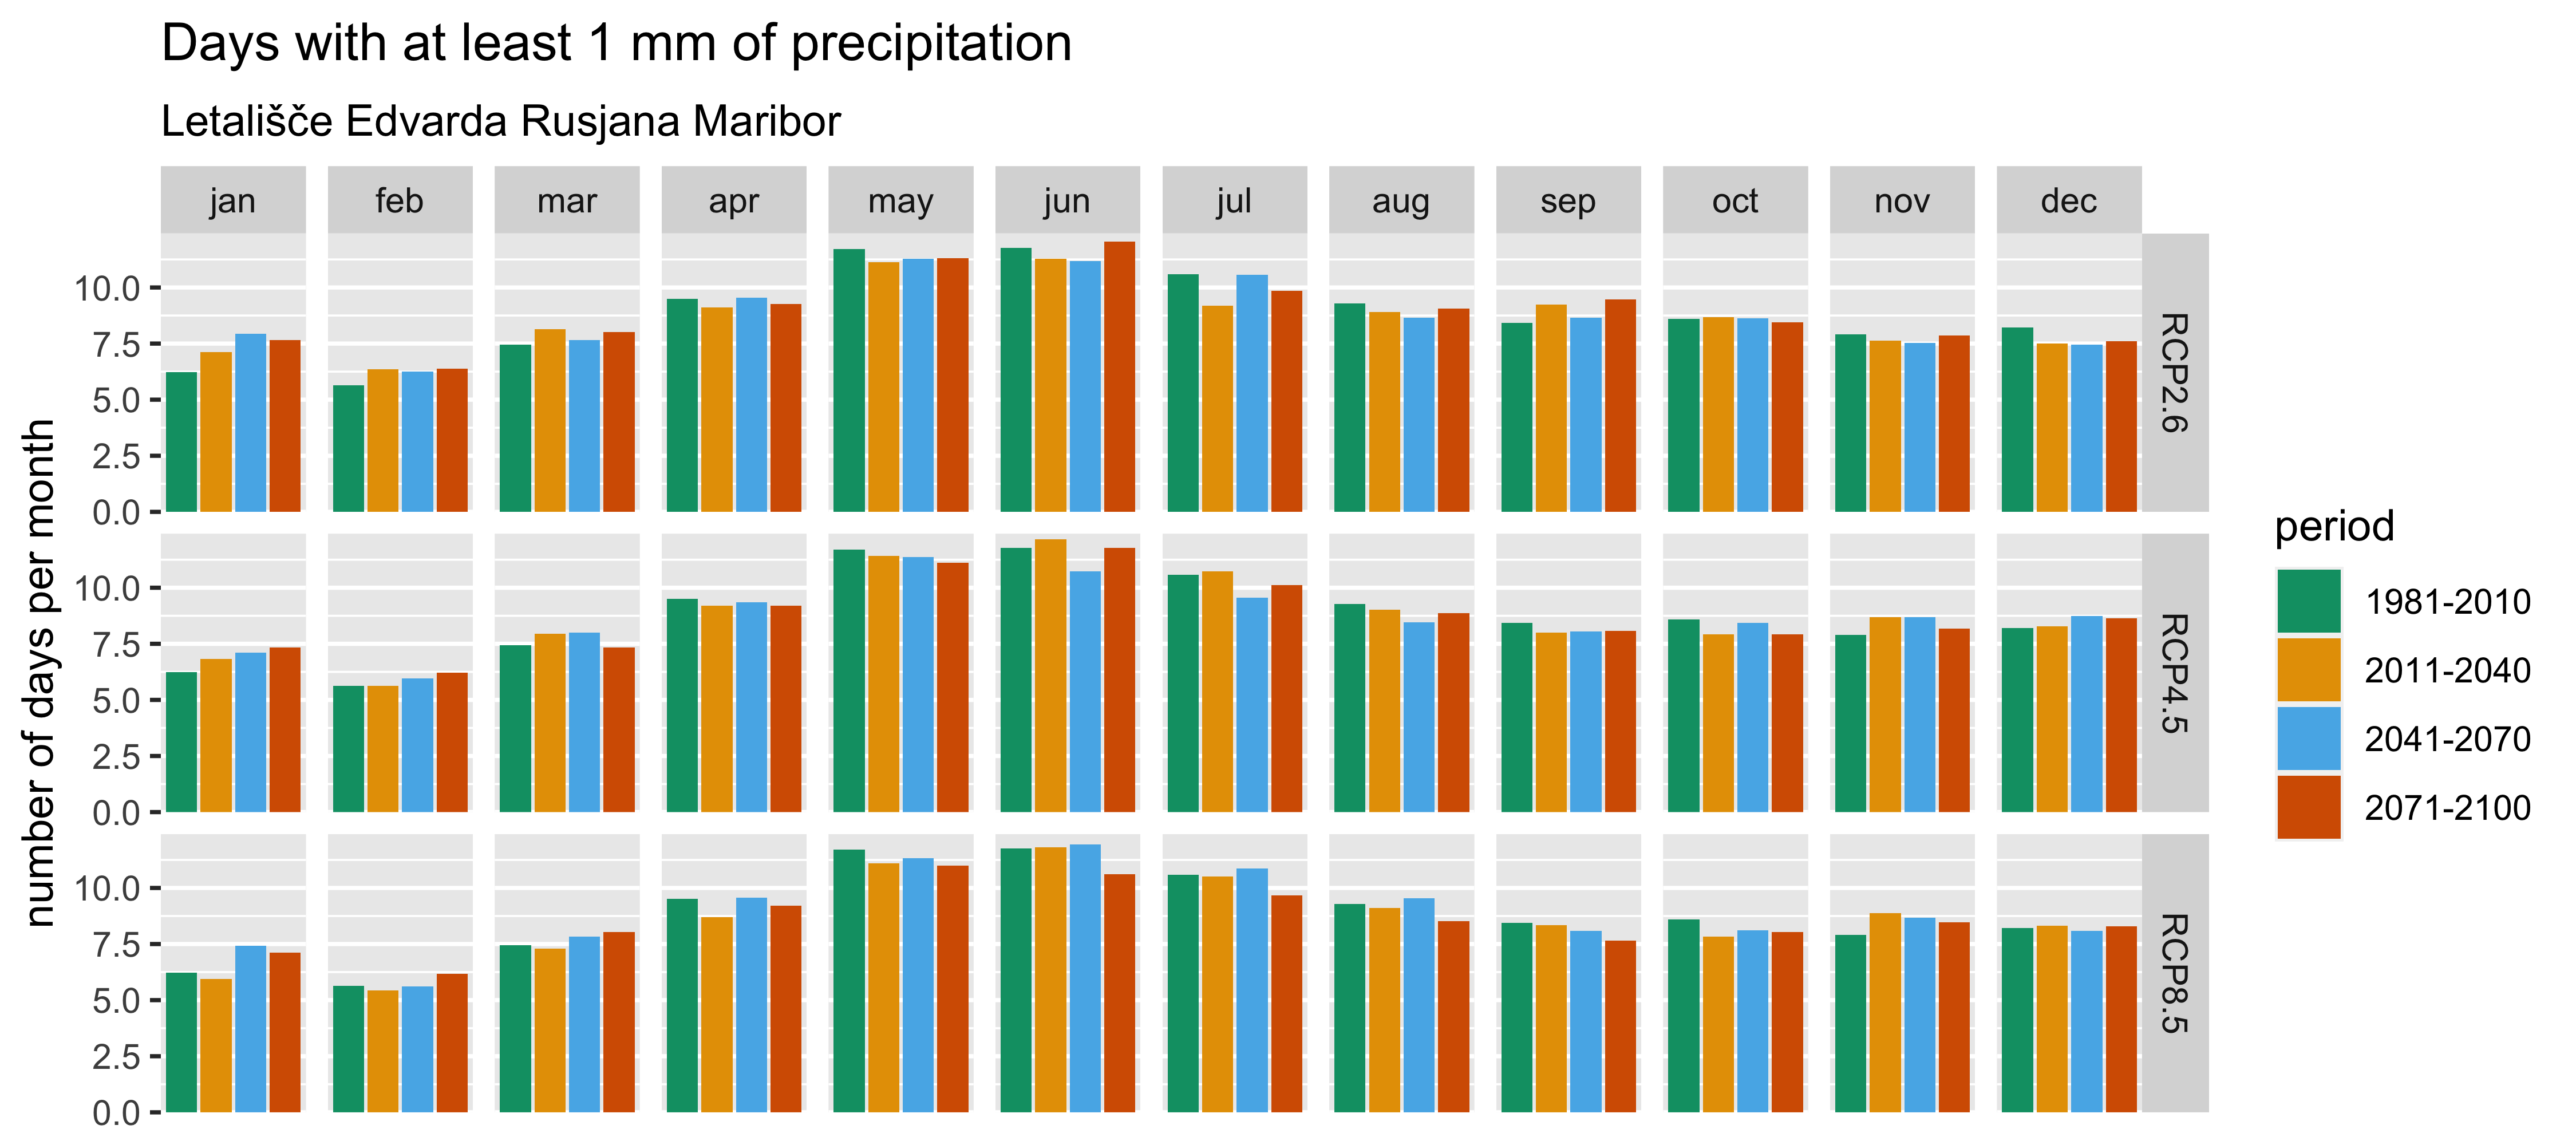 Days with at least 1 mm of precipitation
Letališče Edvarda Rusjana Maribor
jan feb mar apr may jun jul aug sep oct nov dec
number of days per month
10.0
7.5
5.0
2.5
0.0
RCP2.6
10.0
7.5
5.0
2.5
0.0
RCP4.5
10.0
7.5
5.0
2.5
0.0
RCP8.5
period
1981-2010
2011-2040
2041-2070
2071-2100